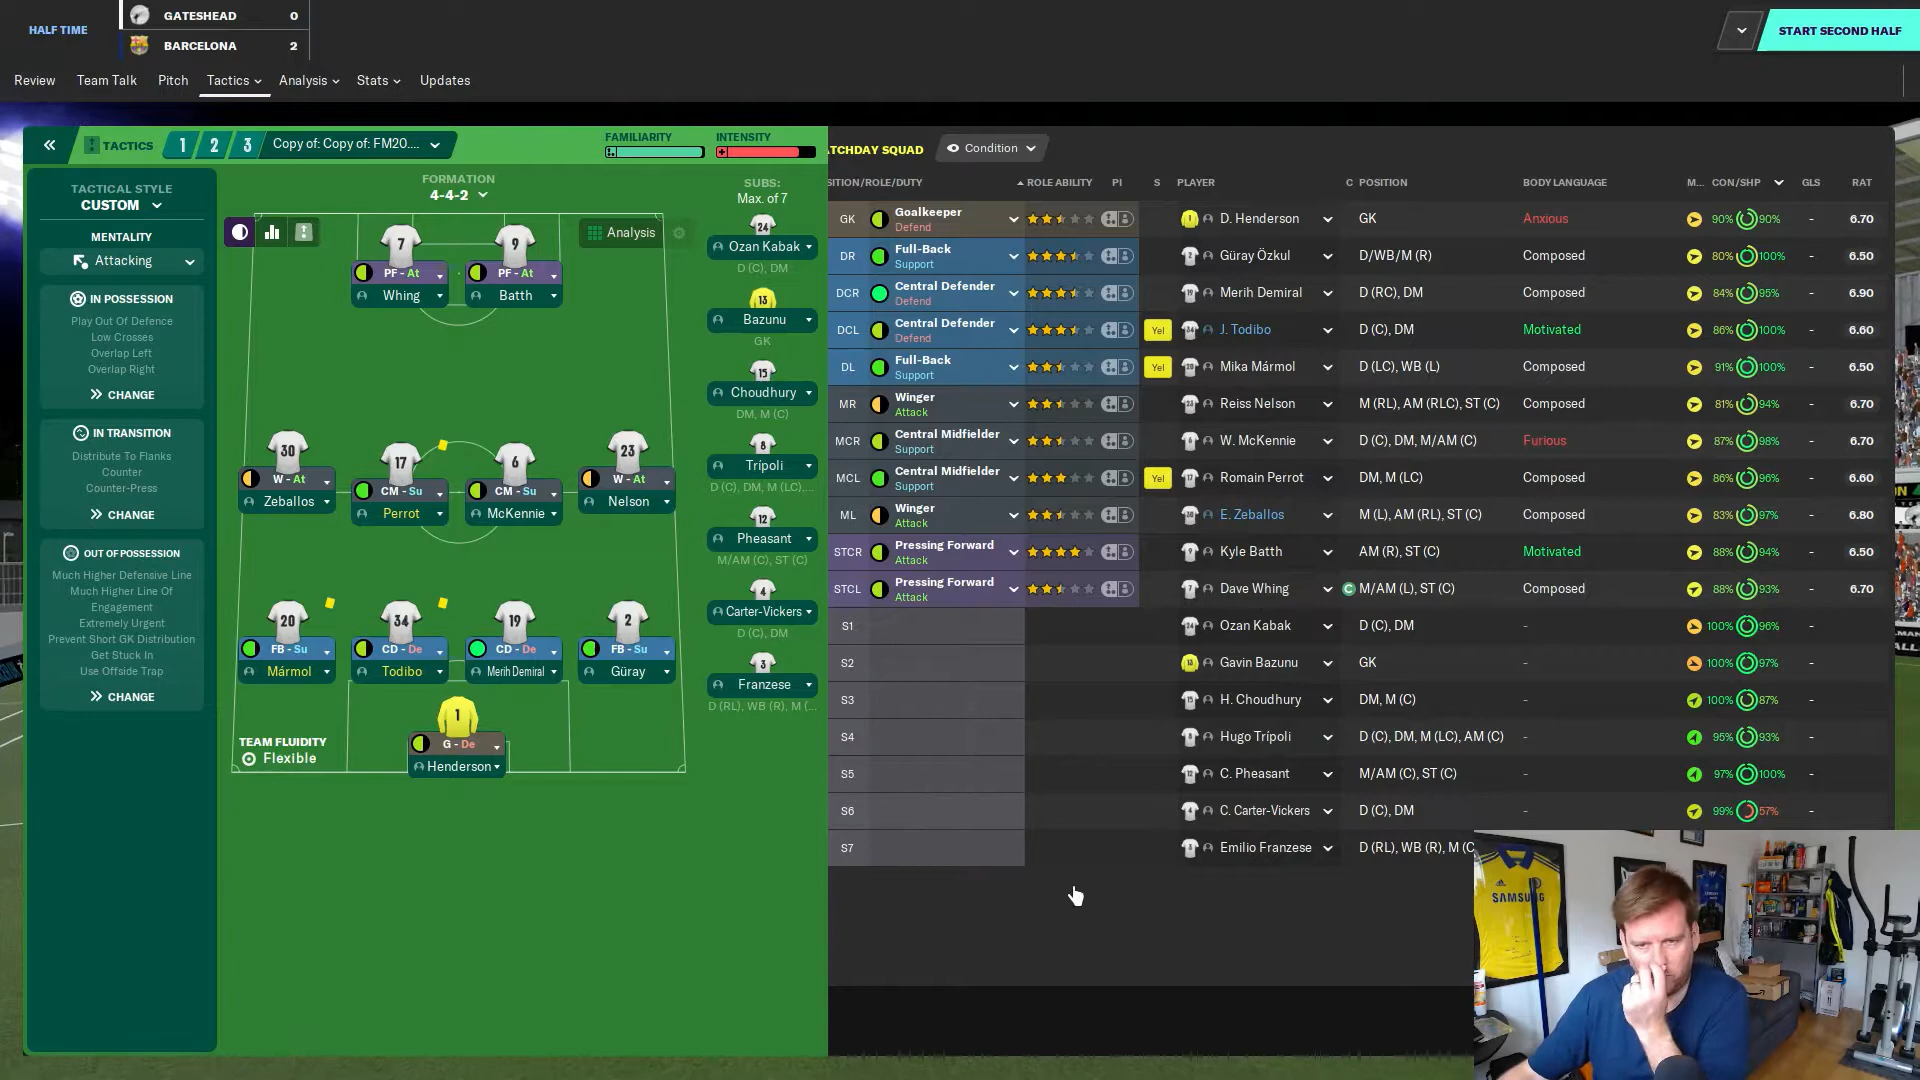 HALF TIME
GATESHEAD 0
BARCELONA 2
START SECOND HALF
Review Team Talk Pitch Tactics Analysis Stats Updates
TACTICS 1 2 3 Copy of: Copy of: FM20....
FAMILIARITY
INTENSITY
TACTICAL STYLE
CUSTOM
MENTALITY
Attacking
IN POSSESSION
Play Out Of Defence
Low Crosses
Overlap Left
Overlap Right
CHANGE
IN TRANSITION
Distribute To Flanks
Counter
Counter-Press
CHANGE
OUT OF POSSESSION
Much Higher Defensive Line
Much Higher Line Of
Engagement
Extremely Urgent
Prevent Short GK Distribution
Get Stuck In
Use Offside Trap
CHANGE
FORMATION
4-4-2
Analysis
7 9
PF - At PF - At
Whing Batth
30 17 6 23
W - At CM - Su CM - Su W - At
Zeballos Perrot McKennie Nelson
20 34 19 2
FB - Su CD - De CD - De FB - Su
Mármol Todibo Merih Demiral Güray
1
G - De
Henderson
TEAM FLUIDITY
Flexible
SUBS:
Max. of 7
24
Ozan Kabak
D (C), DM
13
Bazunu
GK
15
Choudhury
DM, M (C)
8
Trípoli
D (C), DM, M (LC),...
12
Pheasant
M/AM (C), ST (C)
4
Carter-Vickers
D (C), DM
3
Franzese
D (RL), WB (R), M (...
TCHDAY SQUAD Condition
SITION/ROLE/DUTY ROLE ABILITY PI S PLAYER C POSITION BODY LANGUAGE M... CON/SHP GLS RAT
GK Goalkeeper Defend D. Henderson GK Anxious 90% 90% - 6.70
DR Full-Back Support Güray Özkul D/WB/M (R) Composed 80% 100% - 6.50
DCR Central Defender Defend Merih Demiral D (RC), DM Composed 84% 95% - 6.90
DCL Central Defender Defend Yel J. Todibo D (C), DM Motivated 86% 100% - 6.60
DL Full-Back Support Yel Mika Mármol D (LC), WB (L) Composed 91% 100% - 6.50
MR Winger Attack Reiss Nelson M (RL), AM (RLC), ST (C) Composed 81% 94% - 6.70
MCR Central Midfielder Support W. McKennie D (C), DM, M/AM (C) Furious 87% 98% - 6.70
MCL Central Midfielder Support Yel Romain Perrot DM, M (LC) Composed 86% 96% - 6.60
ML Winger Attack E. Zeballos M (L), AM (RL), ST (C) Composed 83% 97% - 6.80
STCR Pressing Forward Attack Kyle Batth AM (R), ST (C) Motivated 88% 94% - 6.50
STCL Pressing Forward Attack Dave Whing C M/AM (L), ST (C) Composed 88% 93% - 6.70
S1 Ozan Kabak D (C), DM - 100% 96% -
S2 Gavin Bazunu GK - 100% 97% -
S3 H. Choudhury DM, M (C) - 100% 87% -
S4 Hugo Trípoli D (C), DM, M (LC), AM (C) - 95% 93% -
S5 C. Pheasant M/AM (C), ST (C) - 97% 100% -
S6 C. Carter-Vickers D (C), DM - 99% 57% -
S7 Emilio Franzese D (RL), WB (R), M (C
SAMSUNG